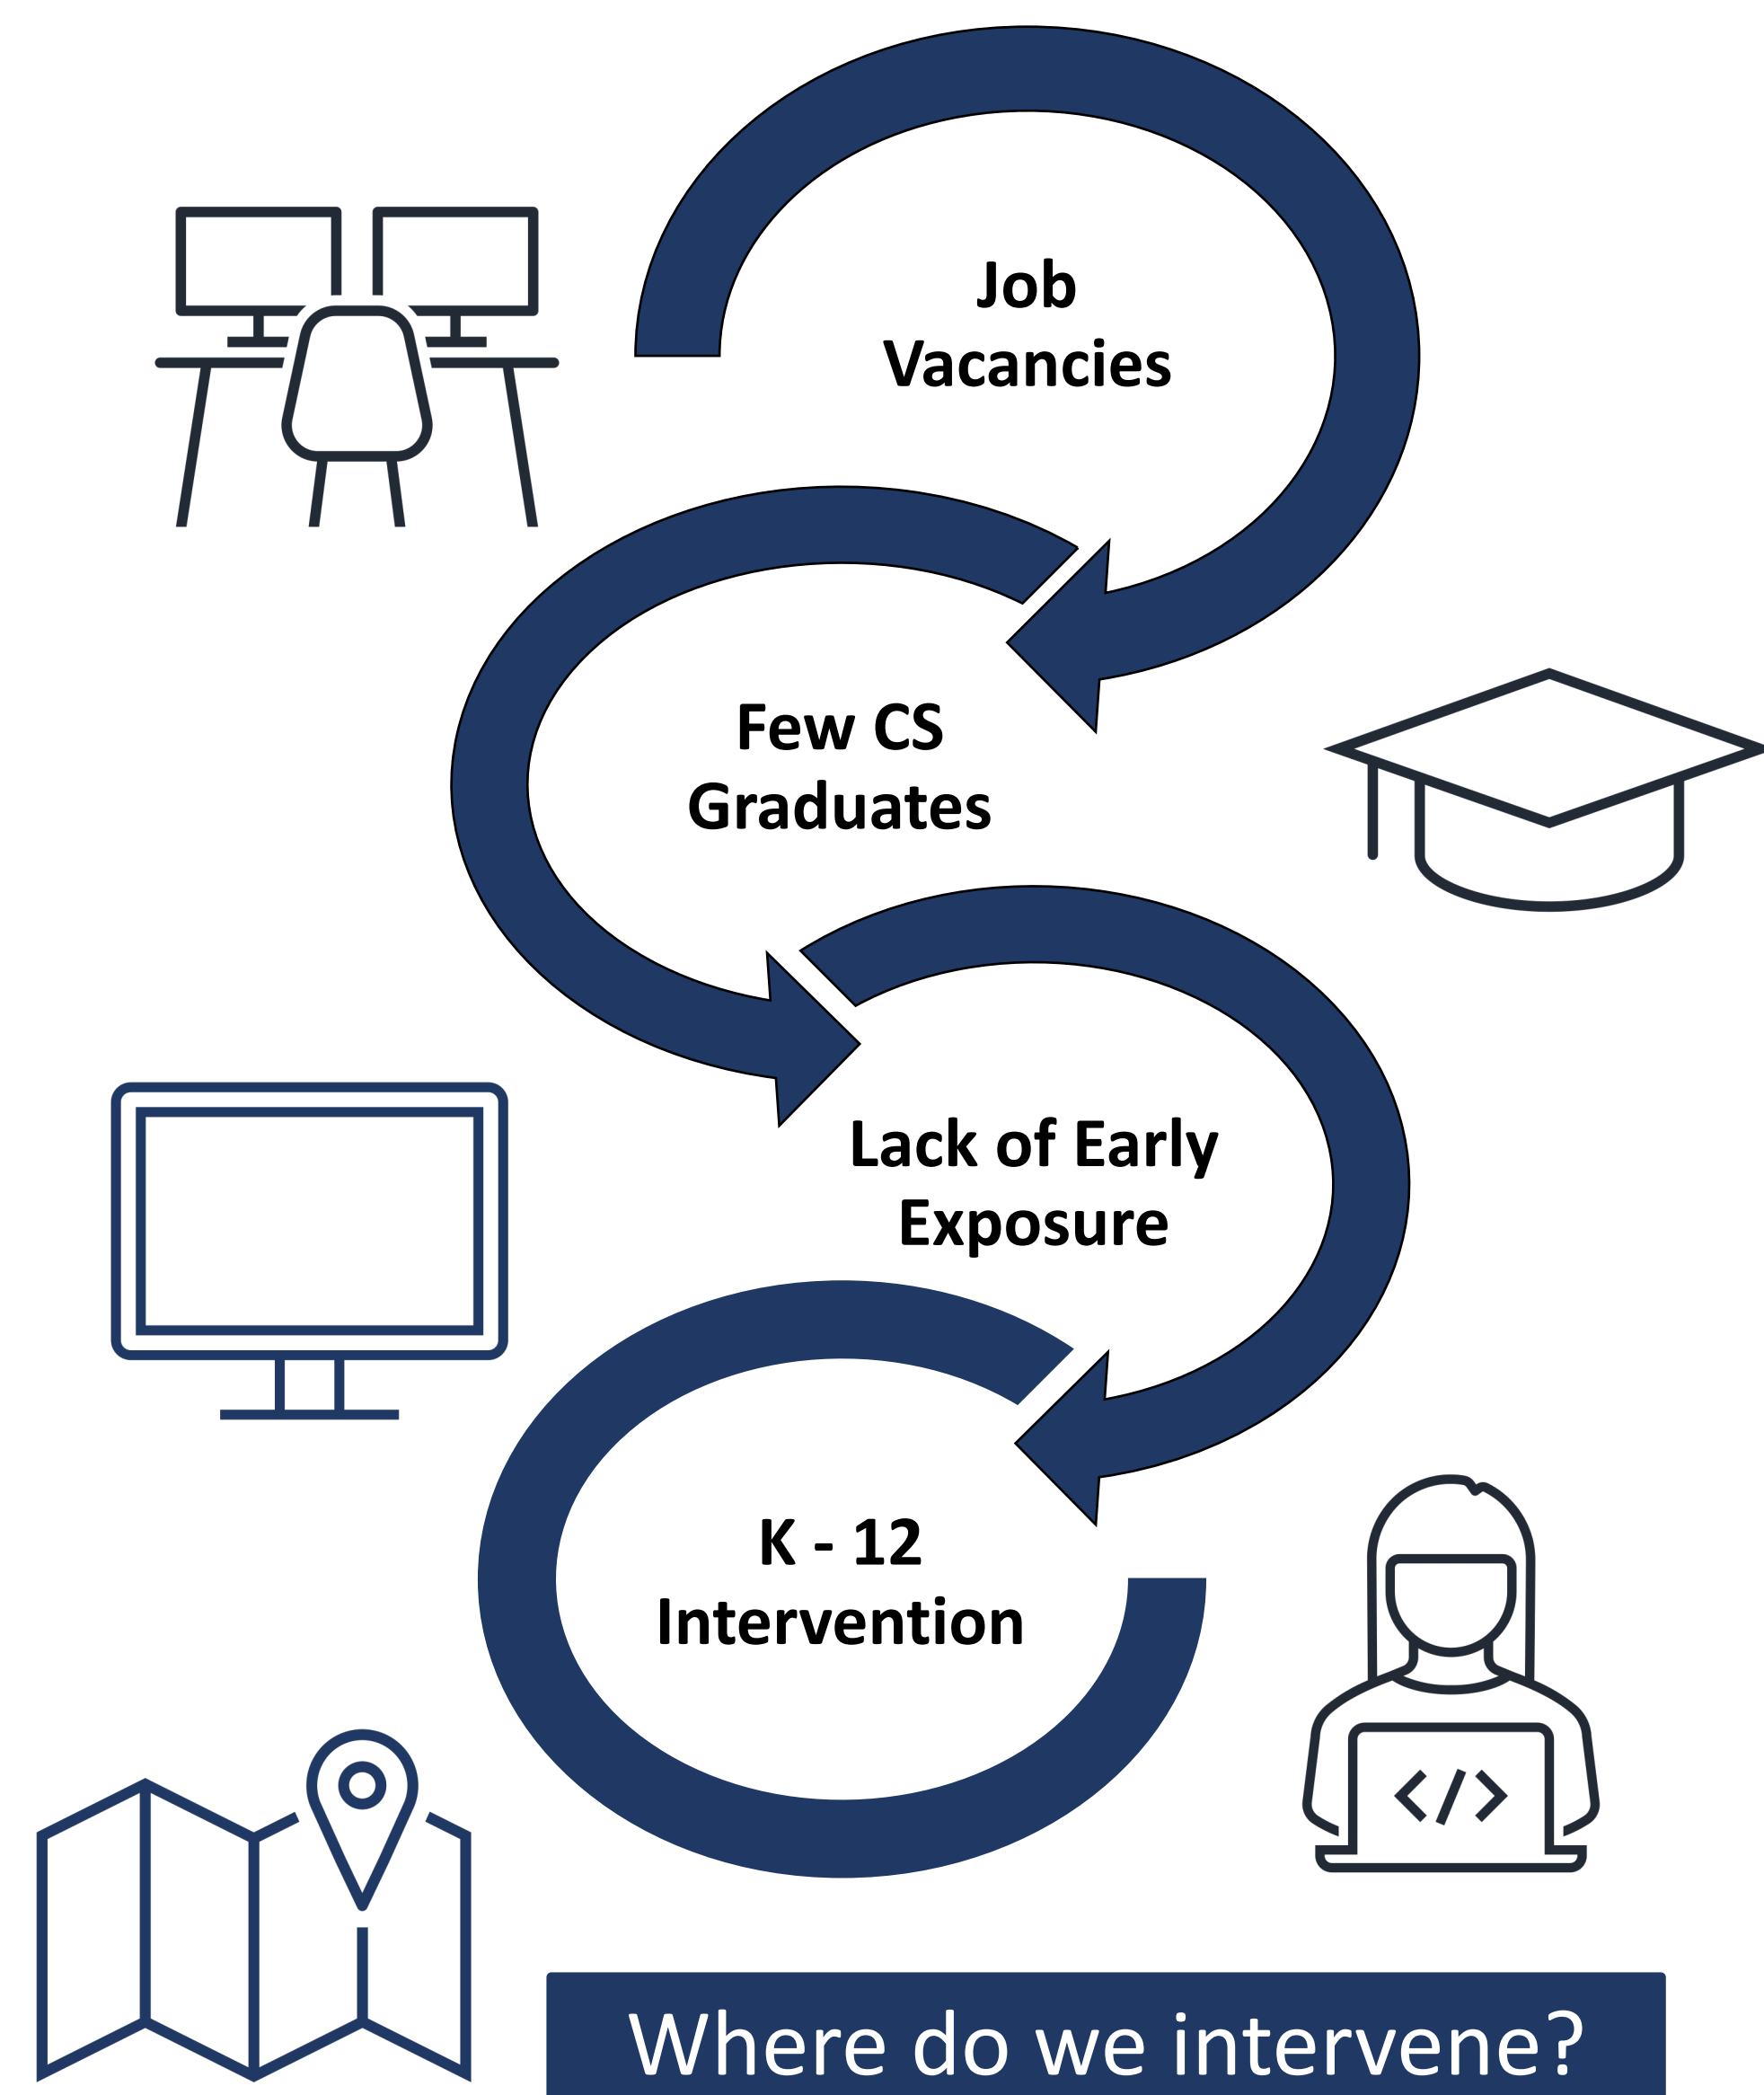 Job
Vacancies
Few CS
Graduates
Lack of Early
Exposure
K - 12
Intervention
</>
Where do we intervene?